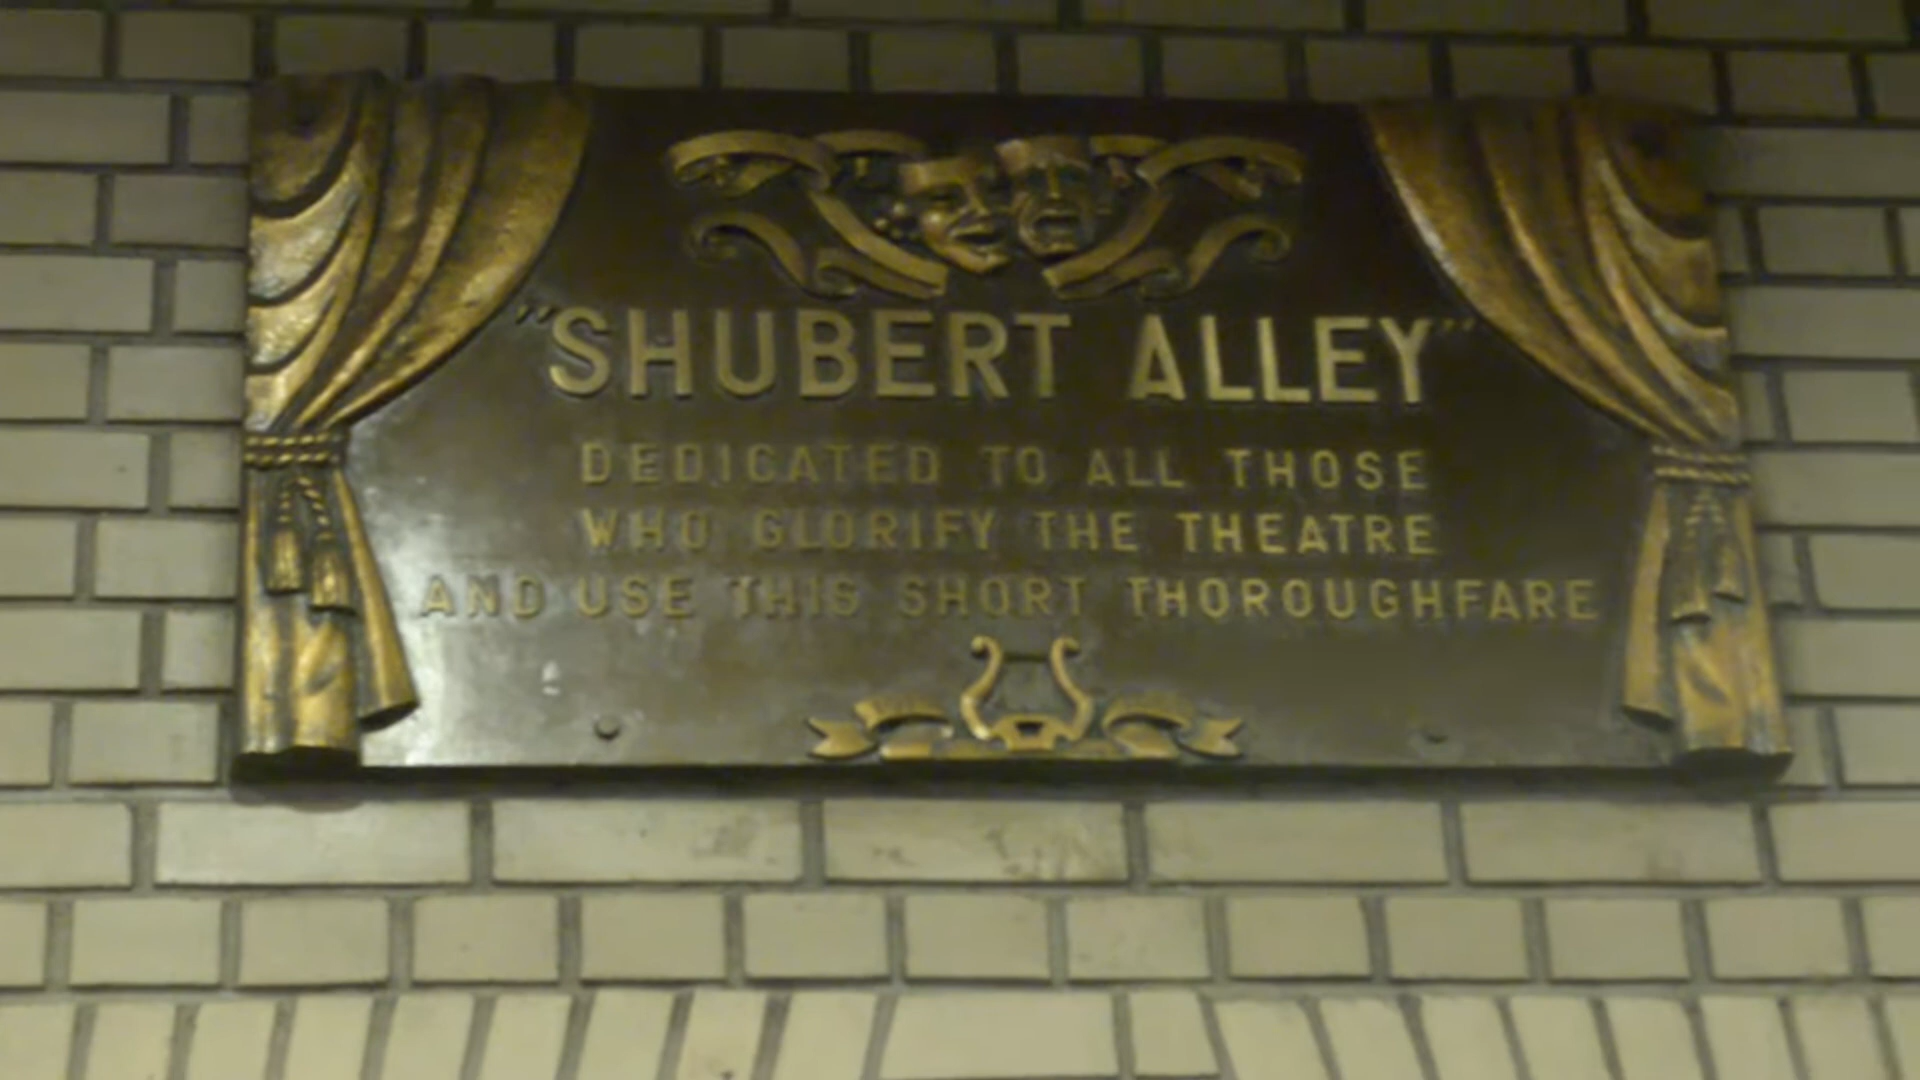 "SHUBERT ALLEY"
DEDICATED TO ALL THOSE
WHO GLORIFY THE THEATRE
AND USE THIS SHORT THOROUGHFARE